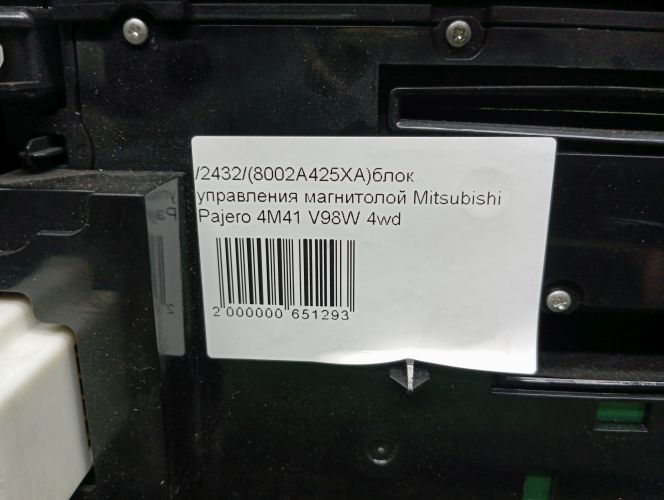 /2432/(8002A425XA)блок
управления магнитолой Mitsubishi
Pajero 4M41 V98W 4wd
2 000000 651293